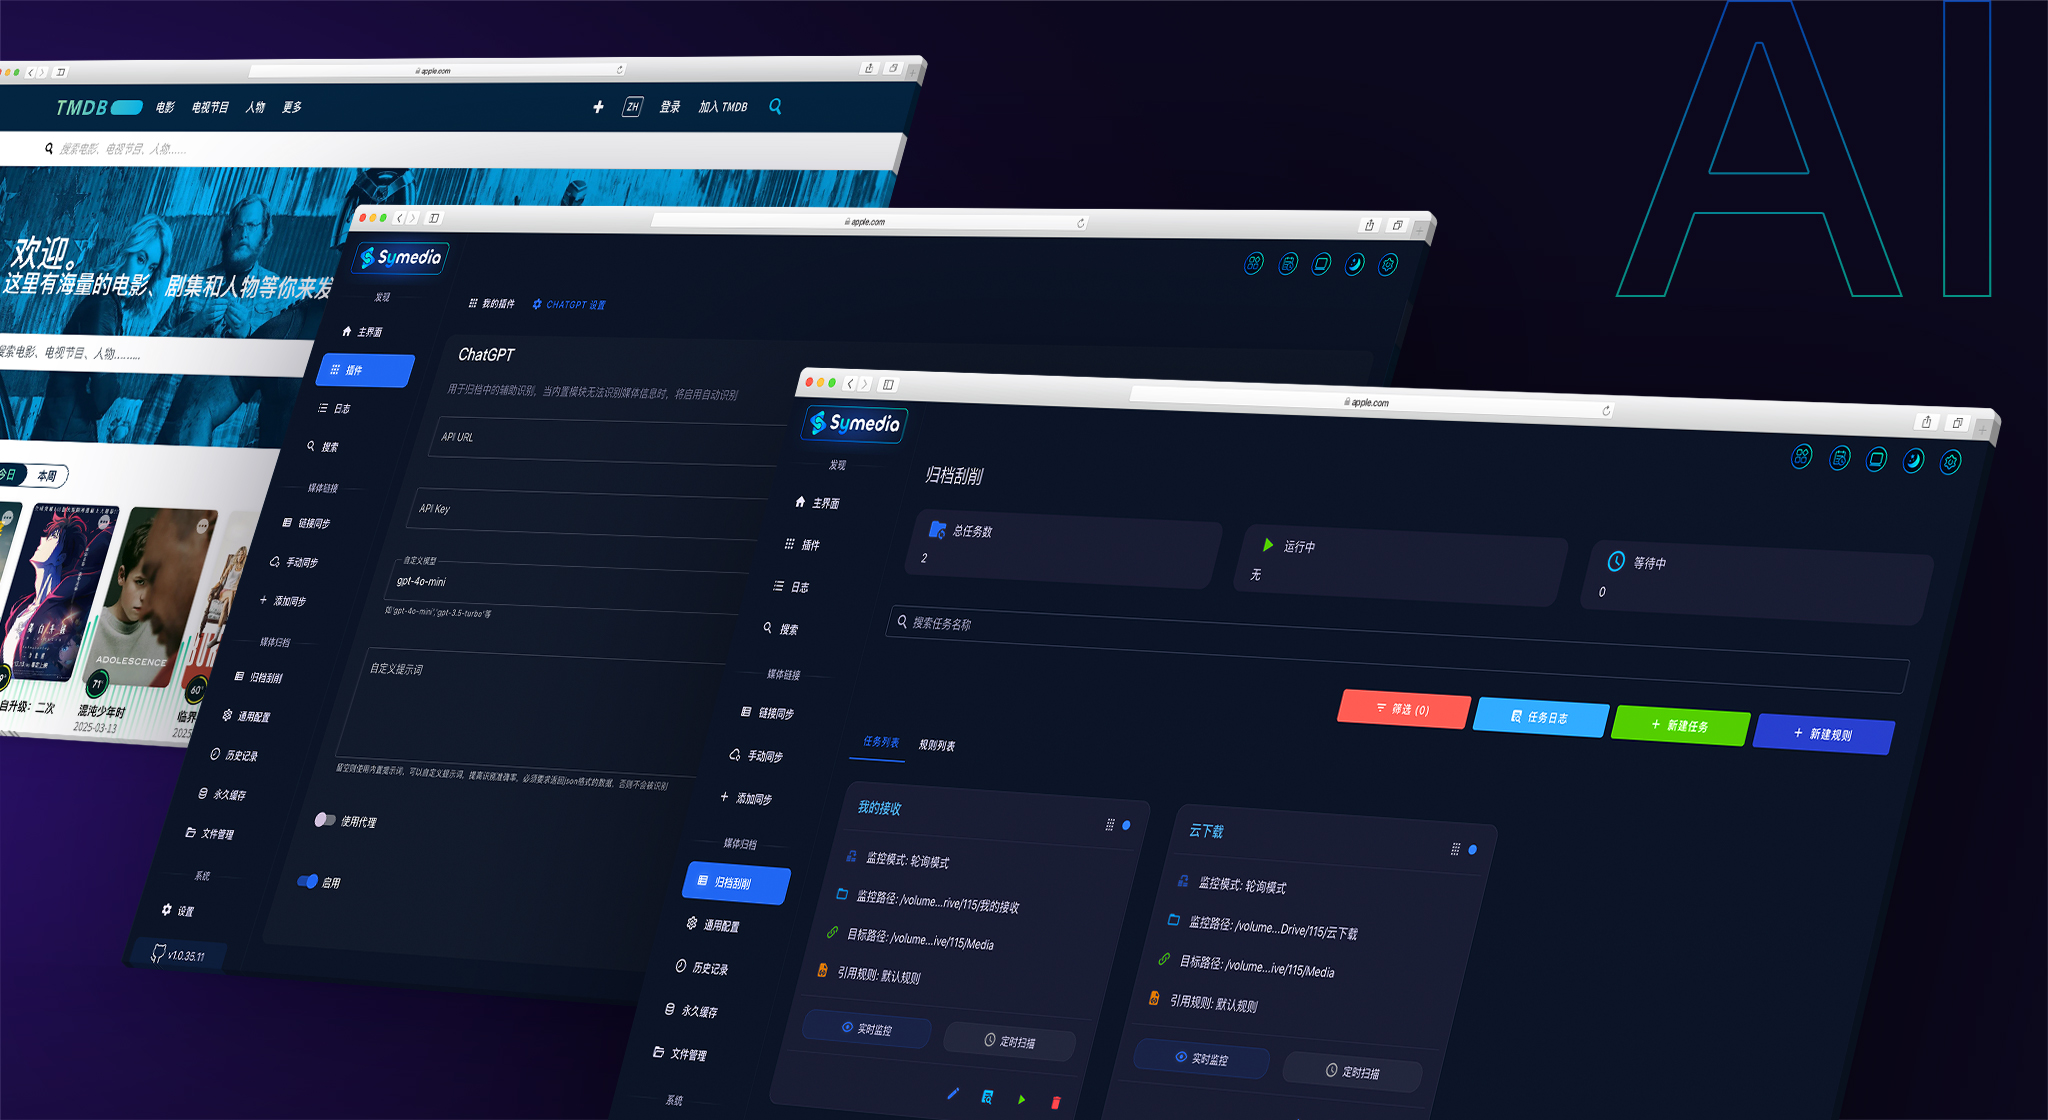 AI
apple.com
TMDB
电影 电视节目 人物 更多
ZH 登录 加入 TMDB
搜索电影、电视节目、人物......
欢迎。
这里有海量的电影、剧集和人物等你来发
搜索电影、电视节目、人物.........
今日 本周
ADOLESCENCE
71
60
自升级：二次
混沌少年时
2025-03-13
临界
2025
apple.com
Symedia
发现
主界面
插件
日志
搜索
媒体链接
链接同步
手动同步
添加同步
媒体归档
归档刮削
通用配置
历史记录
永久缓存
文件管理
系统
设置
v1.0.35.11
我的插件 CHATGPT 设置
ChatGPT
用于归档中的辅助识别，当内置模块无法识别媒体信息时，将启用自动识别
API URL
API Key
自定义模型
gpt-4o-mini
如'gpt-4o-mini','gpt-3.5-turbo'等
自定义提示词
留空则使用内置提示词，可以自定义提示词，提高识别准确率，必须要求返回json格式的数据，否则不会被识别
使用代理
启用
apple.com
Symedia
发现
主界面
插件
日志
搜索
媒体链接
链接同步
手动同步
添加同步
媒体归档
归档刮削
通用配置
历史记录
永久缓存
文件管理
系统
归档刮削
总任务数
2
运行中
无
等待中
0
搜索任务名称
筛选 (0) 任务日志 + 新建任务 + 新建规则
任务列表 规则列表
我的接收
监控模式: 轮询模式
监控路径: /volume...rive/115/我的接收
目标路径: /volume...ive/115/Media
引用规则: 默认规则
实时监控 定时扫描
云下载
监控模式: 轮询模式
监控路径: /volume...Drive/115/云下载
目标路径: /volume...ive/115/Media
引用规则: 默认规则
实时监控 定时扫描